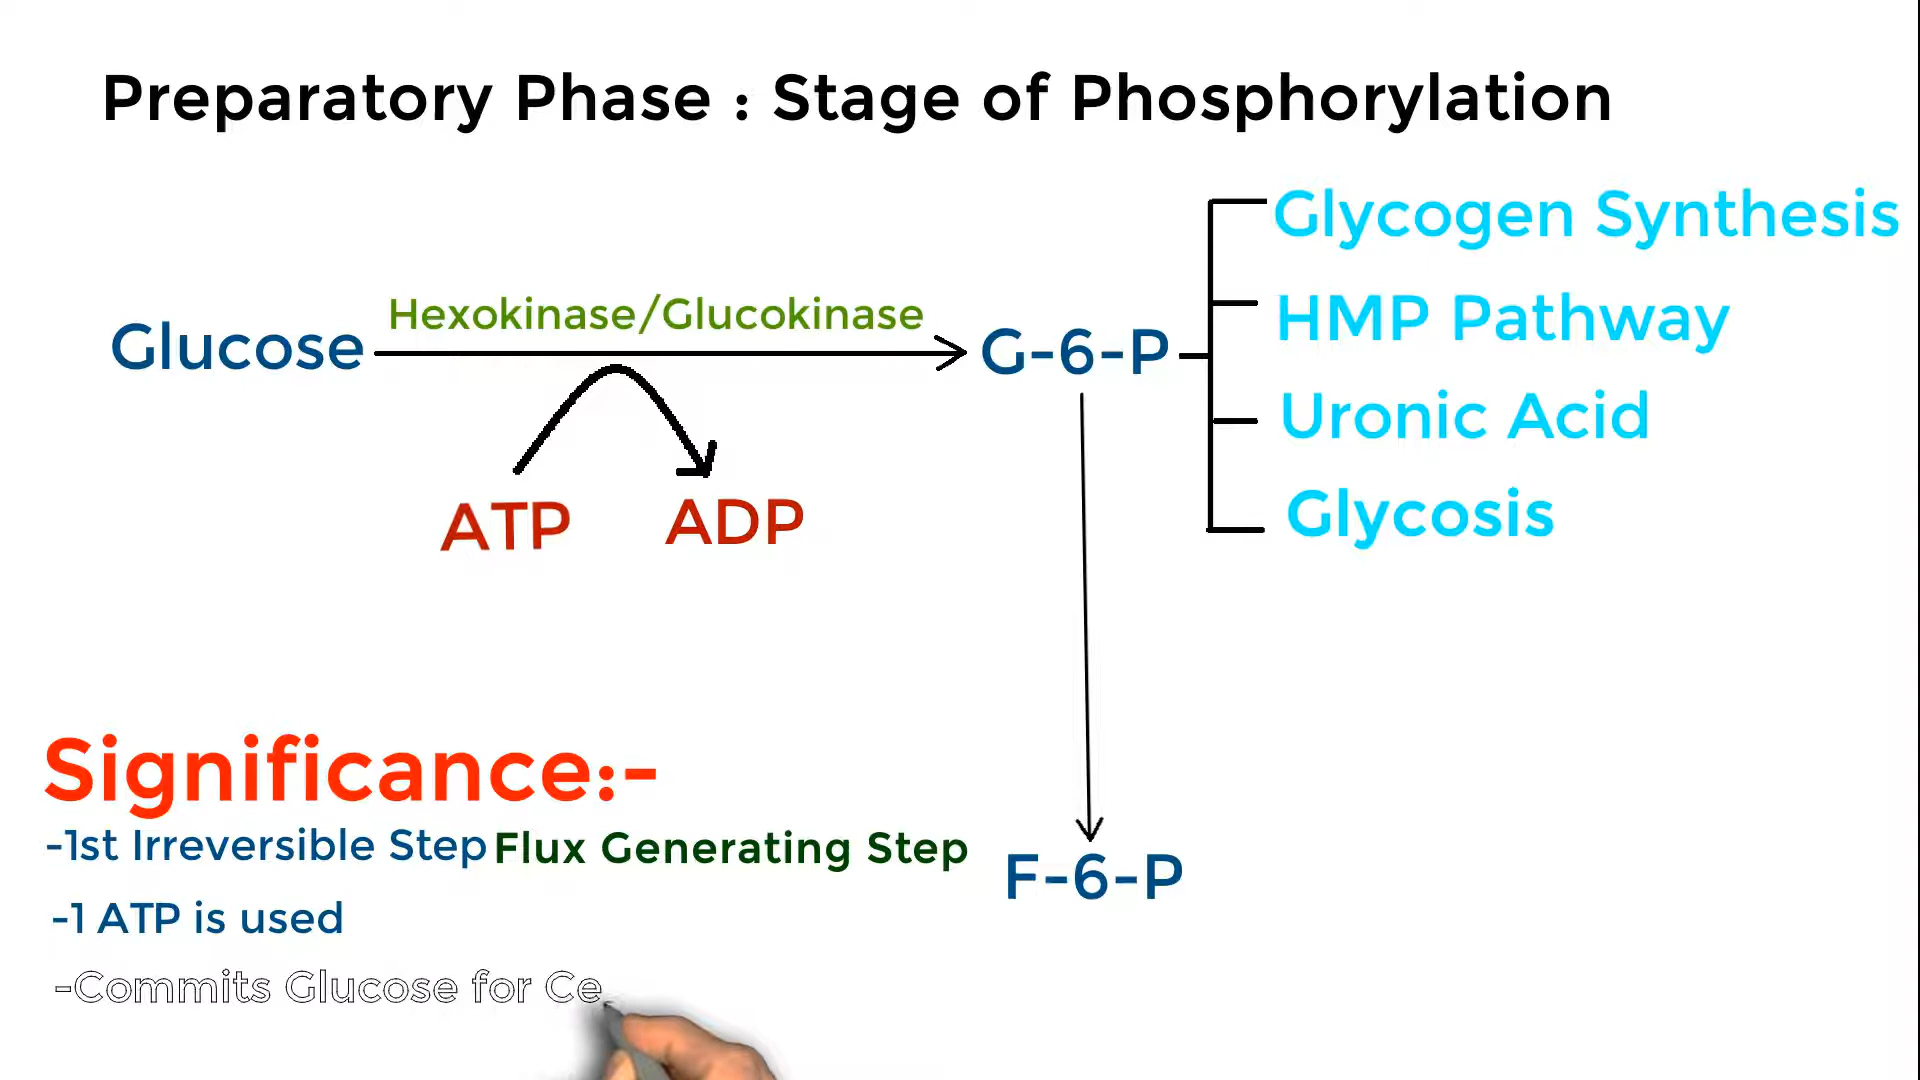 Preparatory Phase : Stage of Phosphorylation
Glycogen Synthesis
HMP Pathway
Uronic Acid
Glycosis
Hexokinase/Glucokinase
Glucose
G-6-P
ATP
ADP
F-6-P
Significance:-
-1st Irreversible Step Flux Generating Step
-1 ATP is used
-Commits Glucose for Ce